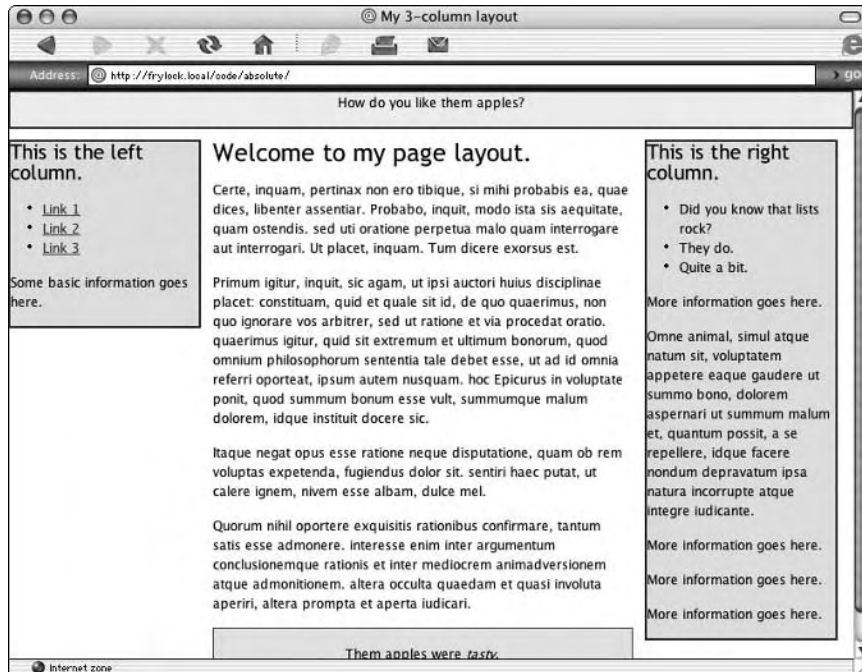 My 3-column layout
Address: http://frylock.local/code/absolute/
go
How do you like them apples?
This is the left
column.
Link 1
Link 2
Link 3
Some basic information goes
here.
Welcome to my page layout.
Certe, inquam, pertinax non ero tibique, si mihi probabis ea, quae
dices, libenter assentiar. Probabo, inquit, modo ista sis aequitate,
quam ostendis. sed uti oratione perpetua malo quam interrogare
aut interrogari. Ut placet, inquam. Tum dicere exorsus est.
Primum igitur, inquit, sic agam, ut ipsi auctori huius disciplinae
placet: constituam, quid et quale sit id, de quo quaerimus, non
quo ignorare vos arbitrer, sed ut ratione et via procedat oratio.
quaerimus igitur, quid sit extremum et ultimum bonorum, quod
omnium philosophorum sententia tale debet esse, ut ad id omnia
referri oporteat, ipsum autem nusquam. hoc Epicurus in voluptate
ponit, quod summum bonum esse vult, summumque malum
dolorem, idque instituit docere sic.
Itaque negat opus esse ratione neque disputatione, quam ob rem
voluptas expetenda, fugiendus dolor sit. sentiri haec putat, ut
calere ignem, nivem esse albam, dulce mel.
Quorum nihil oportere exquisitis rationibus confirmare, tantum
satis esse admonere. interesse enim inter argumentum
conclusionemque rationis et inter mediocrem animadversionem
atque admonitionem. altera occulta quaedam et quasi involuta
aperiri, altera prompta et aperta iudicari.
Them apples were tasty.
This is the right
column.
Did you know that lists
rock?
They do.
Quite a bit.
More information goes here.
Omne animal, simul atque
natum sit, voluptatem
appetere eaque gaudere ut
summo bono, dolorem
aspernari ut summum malum
et, quantum possit, a se
repellere, idque facere
nondum depravatum ipsa
natura incorrupte atque
integre iudicante.
More information goes here.
More information goes here.
More information goes here.
Internet zone